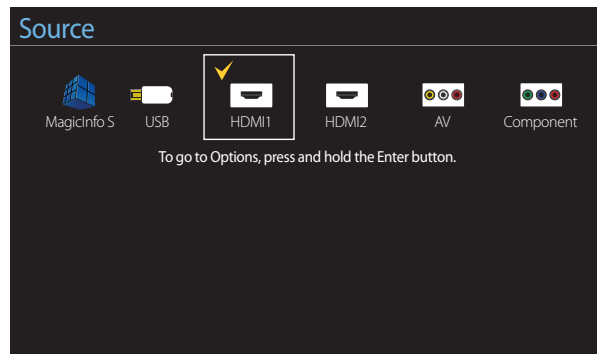 Source
MagicInfo S USB HDMI1 HDMI2 AV Component
To go to Options, press and hold the Enter button.